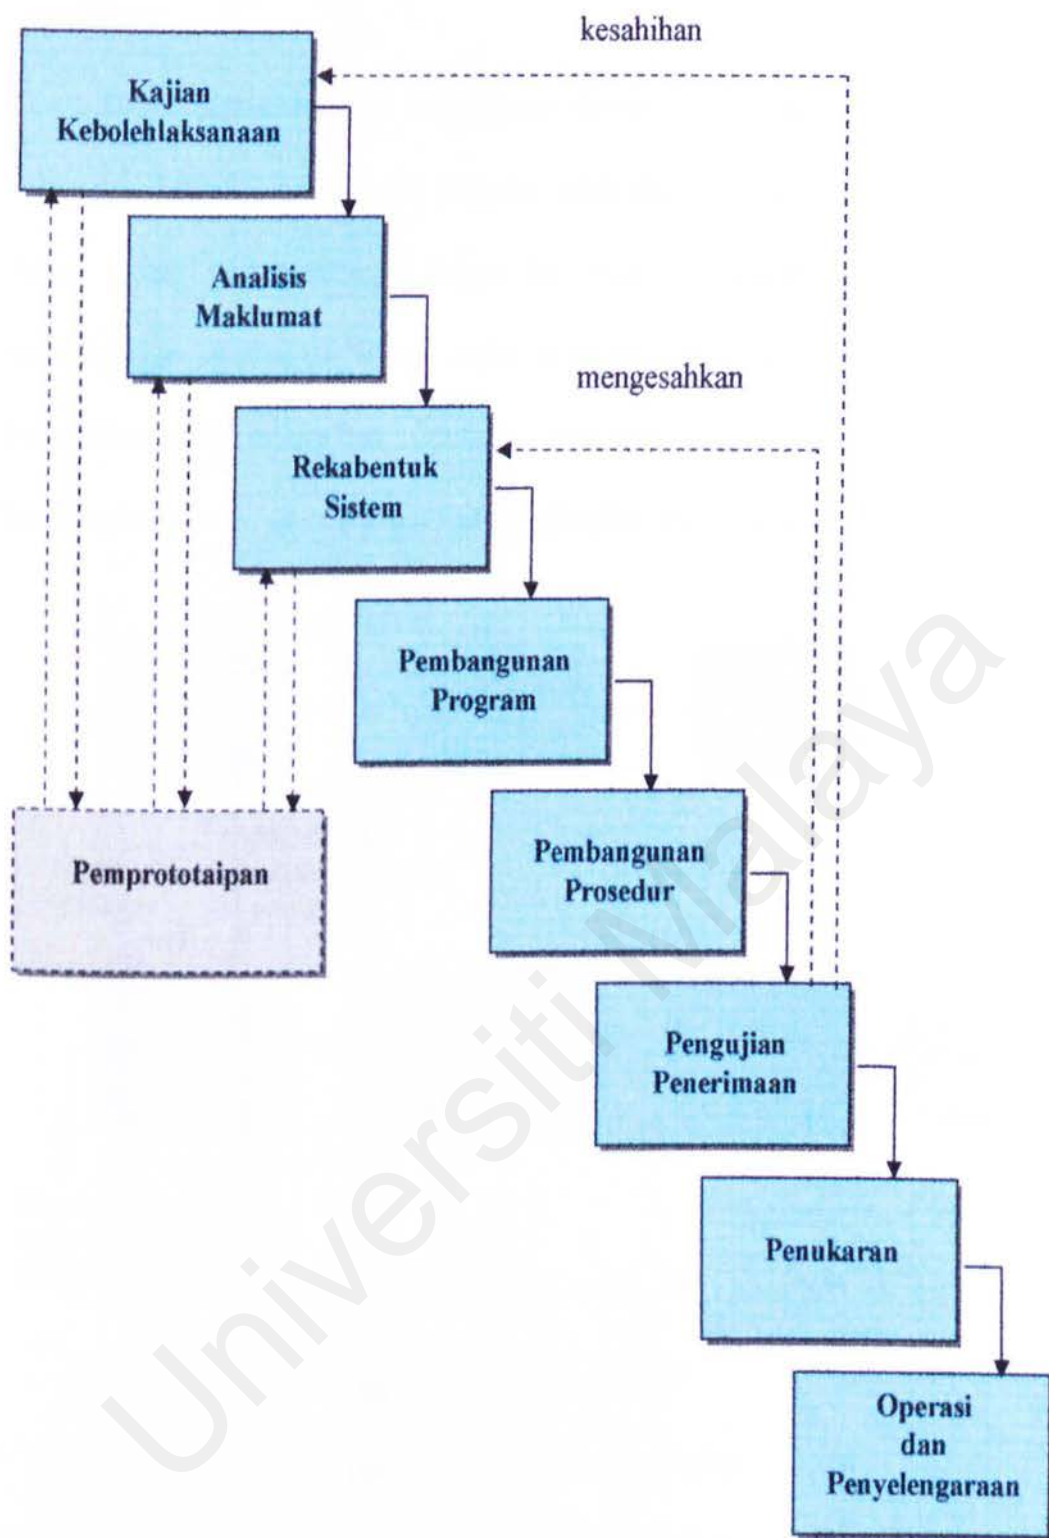 kesahihan
Kajian
Kebolehlaksanaan
Analisis
Maklumat
mengesahkan
Rekabentuk
Sistem
Pembangunan
Program
Pembangunan
Prosedur
Pemprototaipan
Pengujian
Penerimaan
Penukaran
Operasi
dan
Penyelengaraan
Universiti Malaya